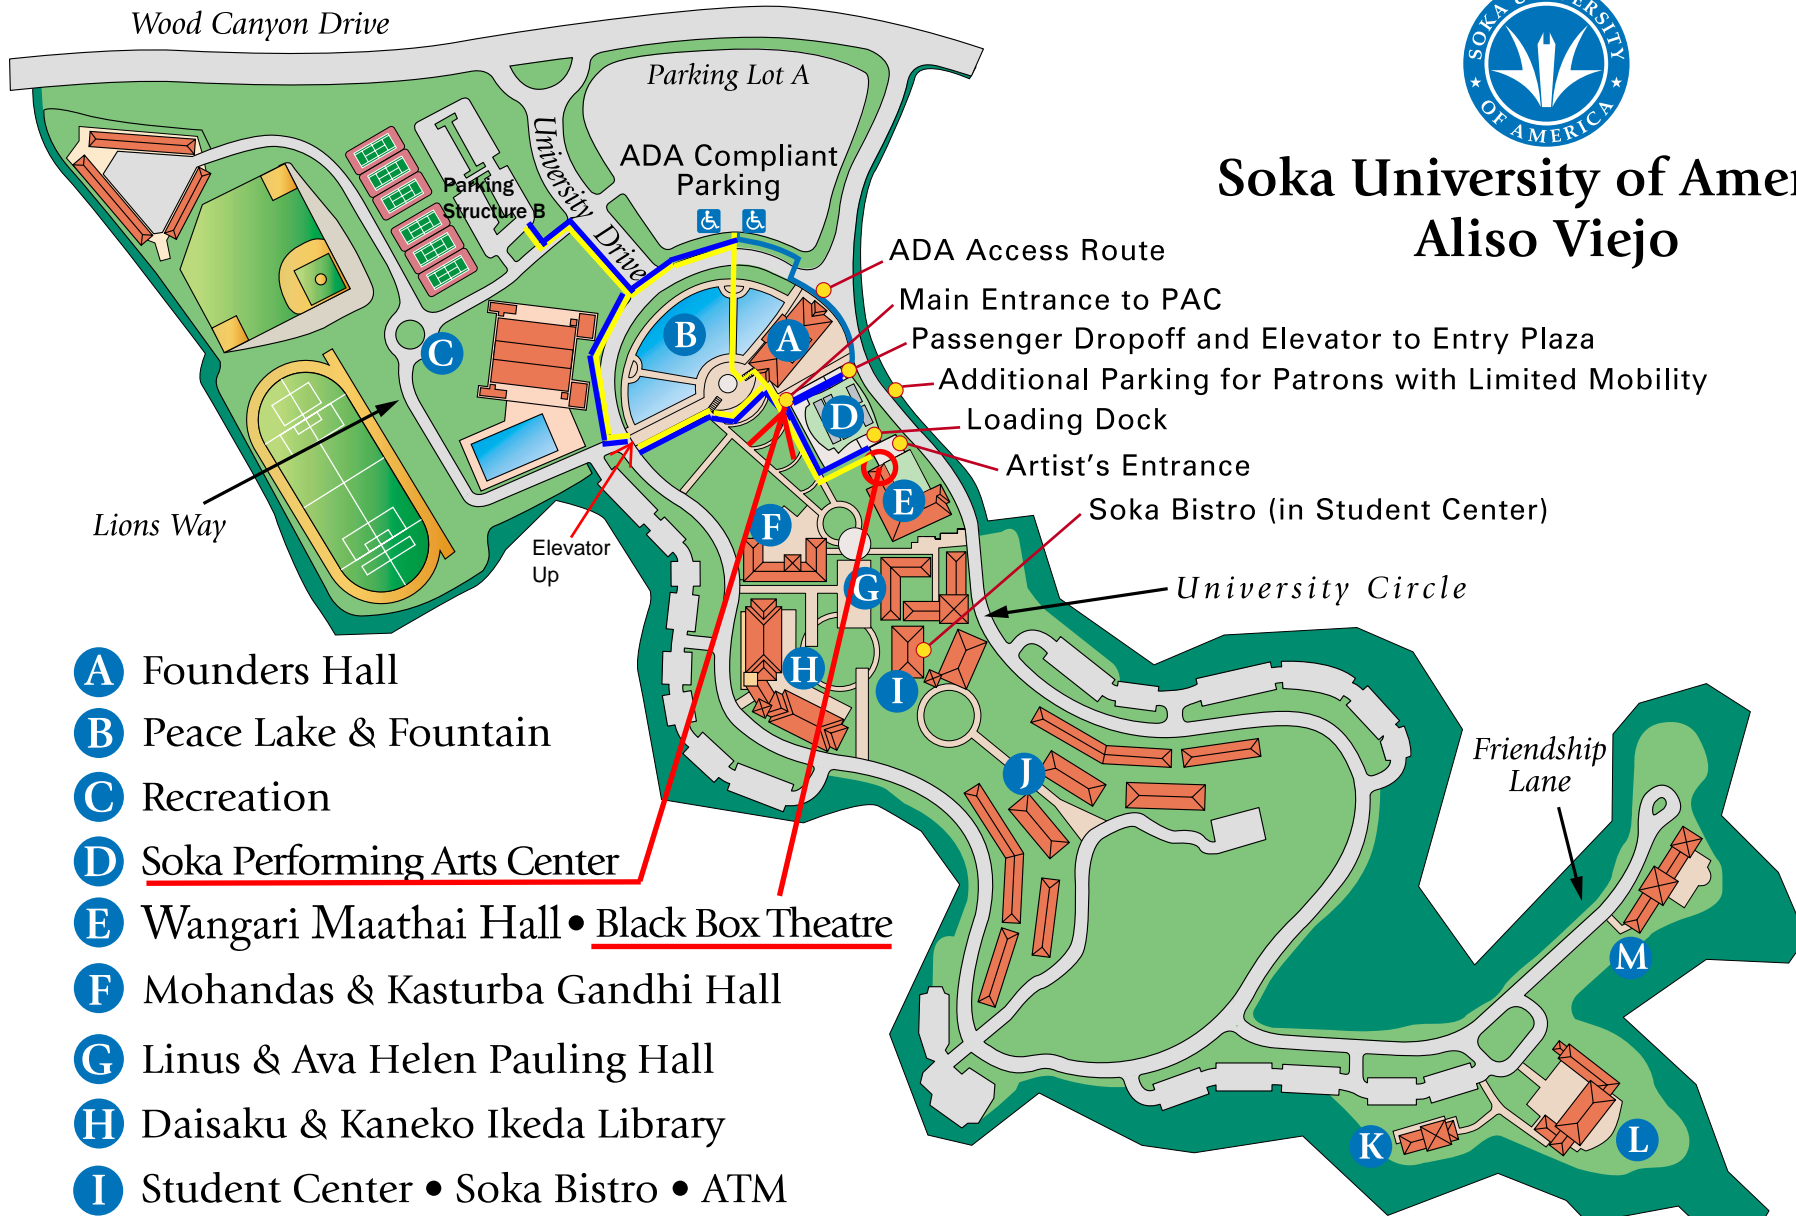 Wood Canyon Drive
Parking Lot A
SOKA UNIVERSITY
★ OF AMERICA ★
Soka University of Amer
Aliso Viejo
University Drive
ADA Compliant
Parking
Parking
Structure B
ADA Access Route
Main Entrance to PAC
Passenger Dropoff and Elevator to Entry Plaza
Additional Parking for Patrons with Limited Mobility
Loading Dock
Artist's Entrance
Soka Bistro (in Student Center)
University Circle
Lions Way
Elevator
Up
Friendship
Lane
A
B
C
D
E
F
G
H
I
J
K
L
M
A Founders Hall
B Peace Lake & Fountain
C Recreation
D Soka Performing Arts Center
E Wangari Maathai Hall • Black Box Theatre
F Mohandas & Kasturba Gandhi Hall
G Linus & Ava Helen Pauling Hall
H Daisaku & Kaneko Ikeda Library
I Student Center • Soka Bistro • ATM